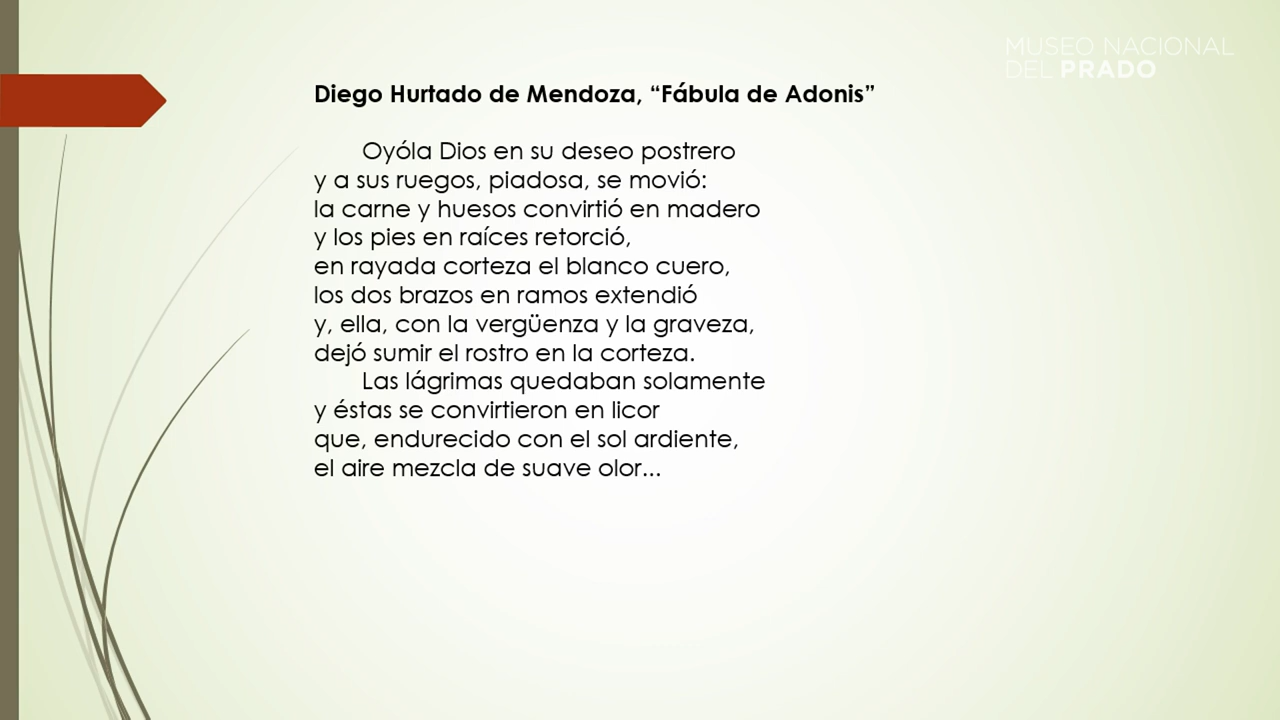 MUSEO NACIONAL
DEL PRADO
Diego Hurtado de Mendoza, “Fábula de Adonis”
Oyóla Dios en su deseo postrero
y a sus ruegos, piadosa, se movió:
la carne y huesos convirtió en madero
y los pies en raíces retorció,
en rayada corteza el blanco cuero,
los dos brazos en ramos extendió
y, ella, con la vergüenza y la graveza,
dejó sumir el rostro en la corteza.
Las lágrimas quedaban solamente
y éstas se convirtieron en licor
que, endurecido con el sol ardiente,
el aire mezcla de suave olor...